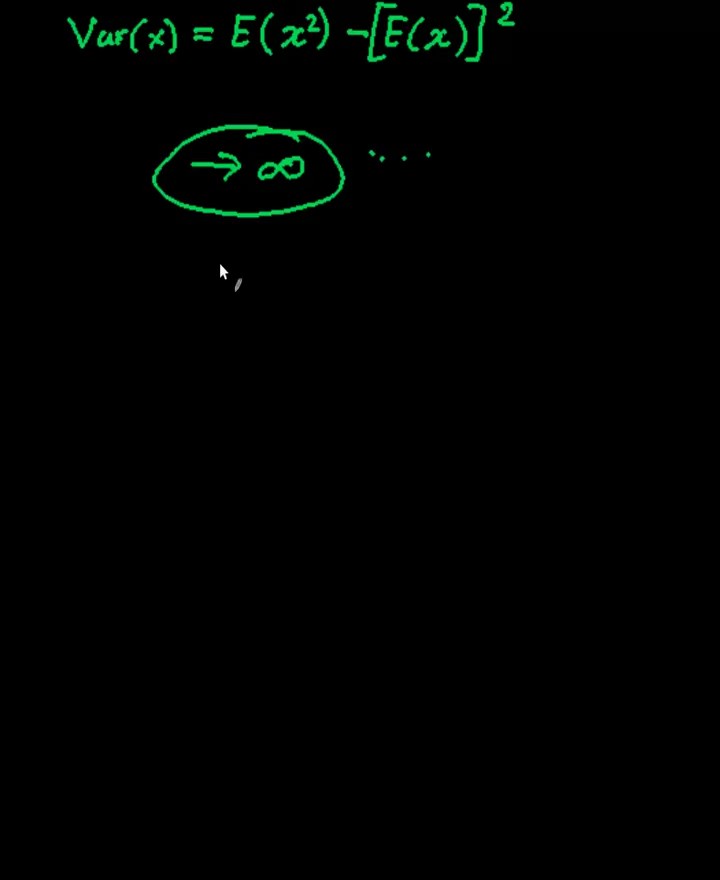 Var(x) = E(x²) - [E(x)]²
→ ∞ ....